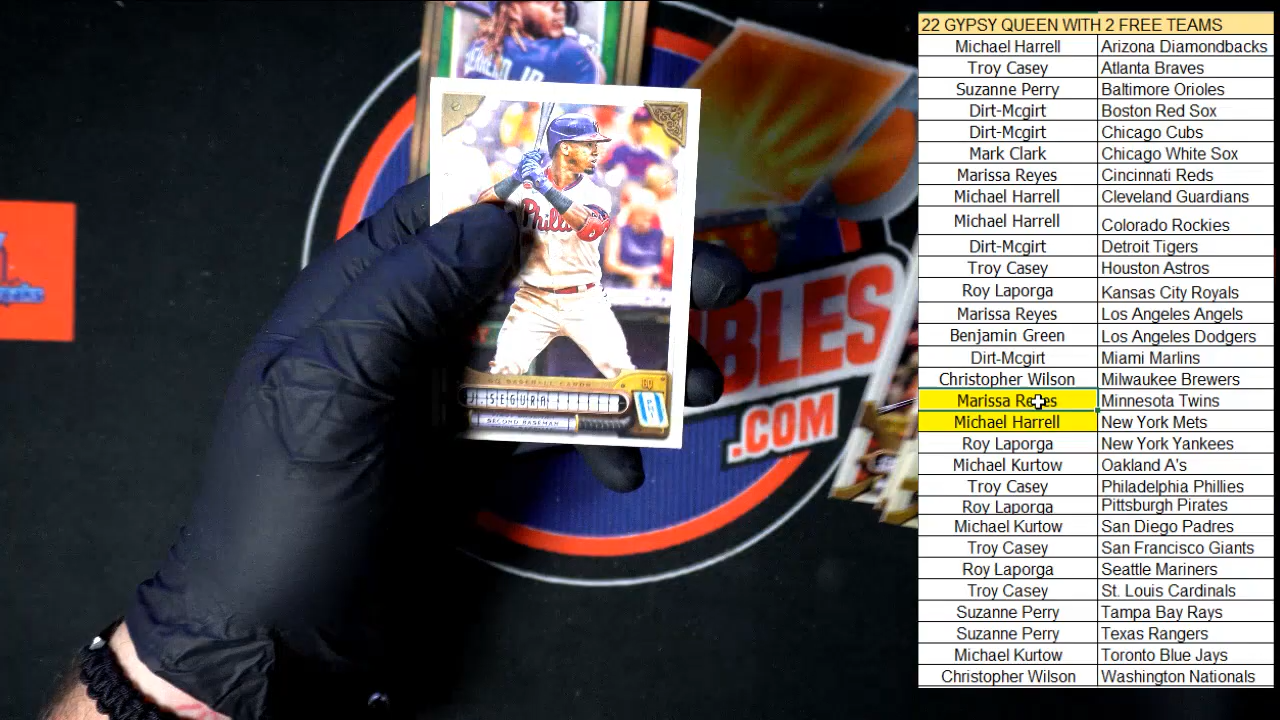 22 GYPSY QUEEN WITH 2 FREE TEAMS
Michael Harrell Arizona Diamondbacks
Troy Casey Atlanta Braves
Suzanne Perry Baltimore Orioles
Dirt-Mcgirt Boston Red Sox
Dirt-Mcgirt Chicago Cubs
Mark Clark Chicago White Sox
Marissa Reyes Cincinnati Reds
Michael Harrell Cleveland Guardians
Michael Harrell Colorado Rockies
Dirt-Mcgirt Detroit Tigers
Troy Casey Houston Astros
Roy Laporga Kansas City Royals
Marissa Reyes Los Angeles Angels
Benjamin Green Los Angeles Dodgers
Dirt-Mcgirt Miami Marlins
Christopher Wilson Milwaukee Brewers
Marissa Reyes Minnesota Twins
Michael Harrell New York Mets
Roy Laporga New York Yankees
Michael Kurtow Oakland A's
Troy Casey Philadelphia Phillies
Roy Laporga Pittsburgh Pirates
Michael Kurtow San Diego Padres
Troy Casey San Francisco Giants
Roy Laporga Seattle Mariners
Troy Casey St. Louis Cardinals
Suzanne Perry Tampa Bay Rays
Suzanne Perry Texas Rangers
Michael Kurtow Toronto Blue Jays
Christopher Wilson Washington Nationals
Phill
BASEBALL CARDS
J. SEGURA
SECOND BASEMAN
PHI
BLES
.COM